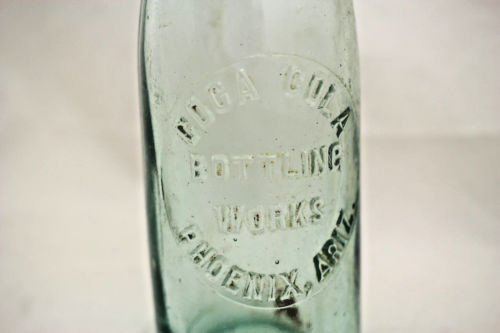 COCA COLA
BOTTLING
WORKS
PHOENIX, ARIZ.